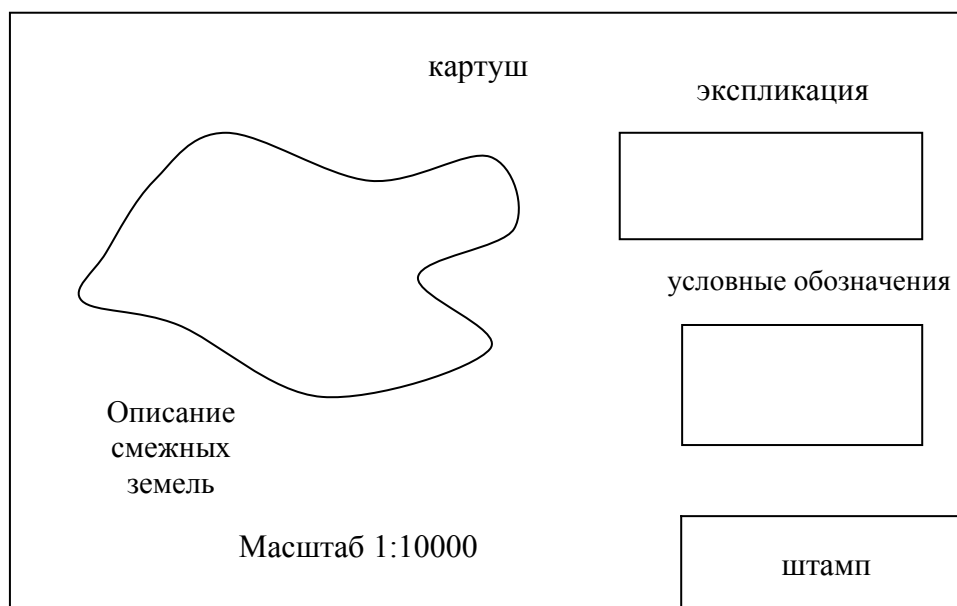 картуш
экспликация
условные обозначения
Описание
смежных
земель
Масштаб 1:10000
штамп